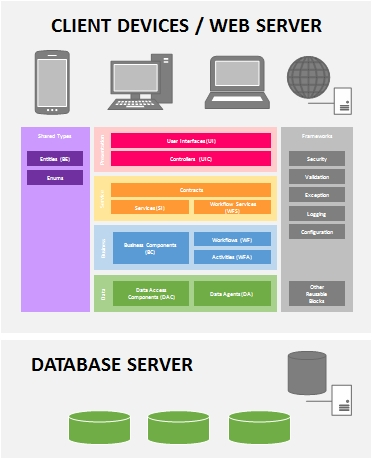 CLIENT DEVICES / WEB SERVER
Shared Types
Entities (BE)
Enums
Presentation
User Interfaces (UI)
Controllers (UIC)
Contracts
Services (SI)
Workflow Services
(WFS)
Business
Business Components
(BC)
Workflows (WF)
Activities (WFA)
Data
Data Access
Components (DAC)
Data Agents (DA)
Frameworks
Security
Validation
Exception
Logging
Configuration
Other
Reusable
Blocks
DATABASE SERVER